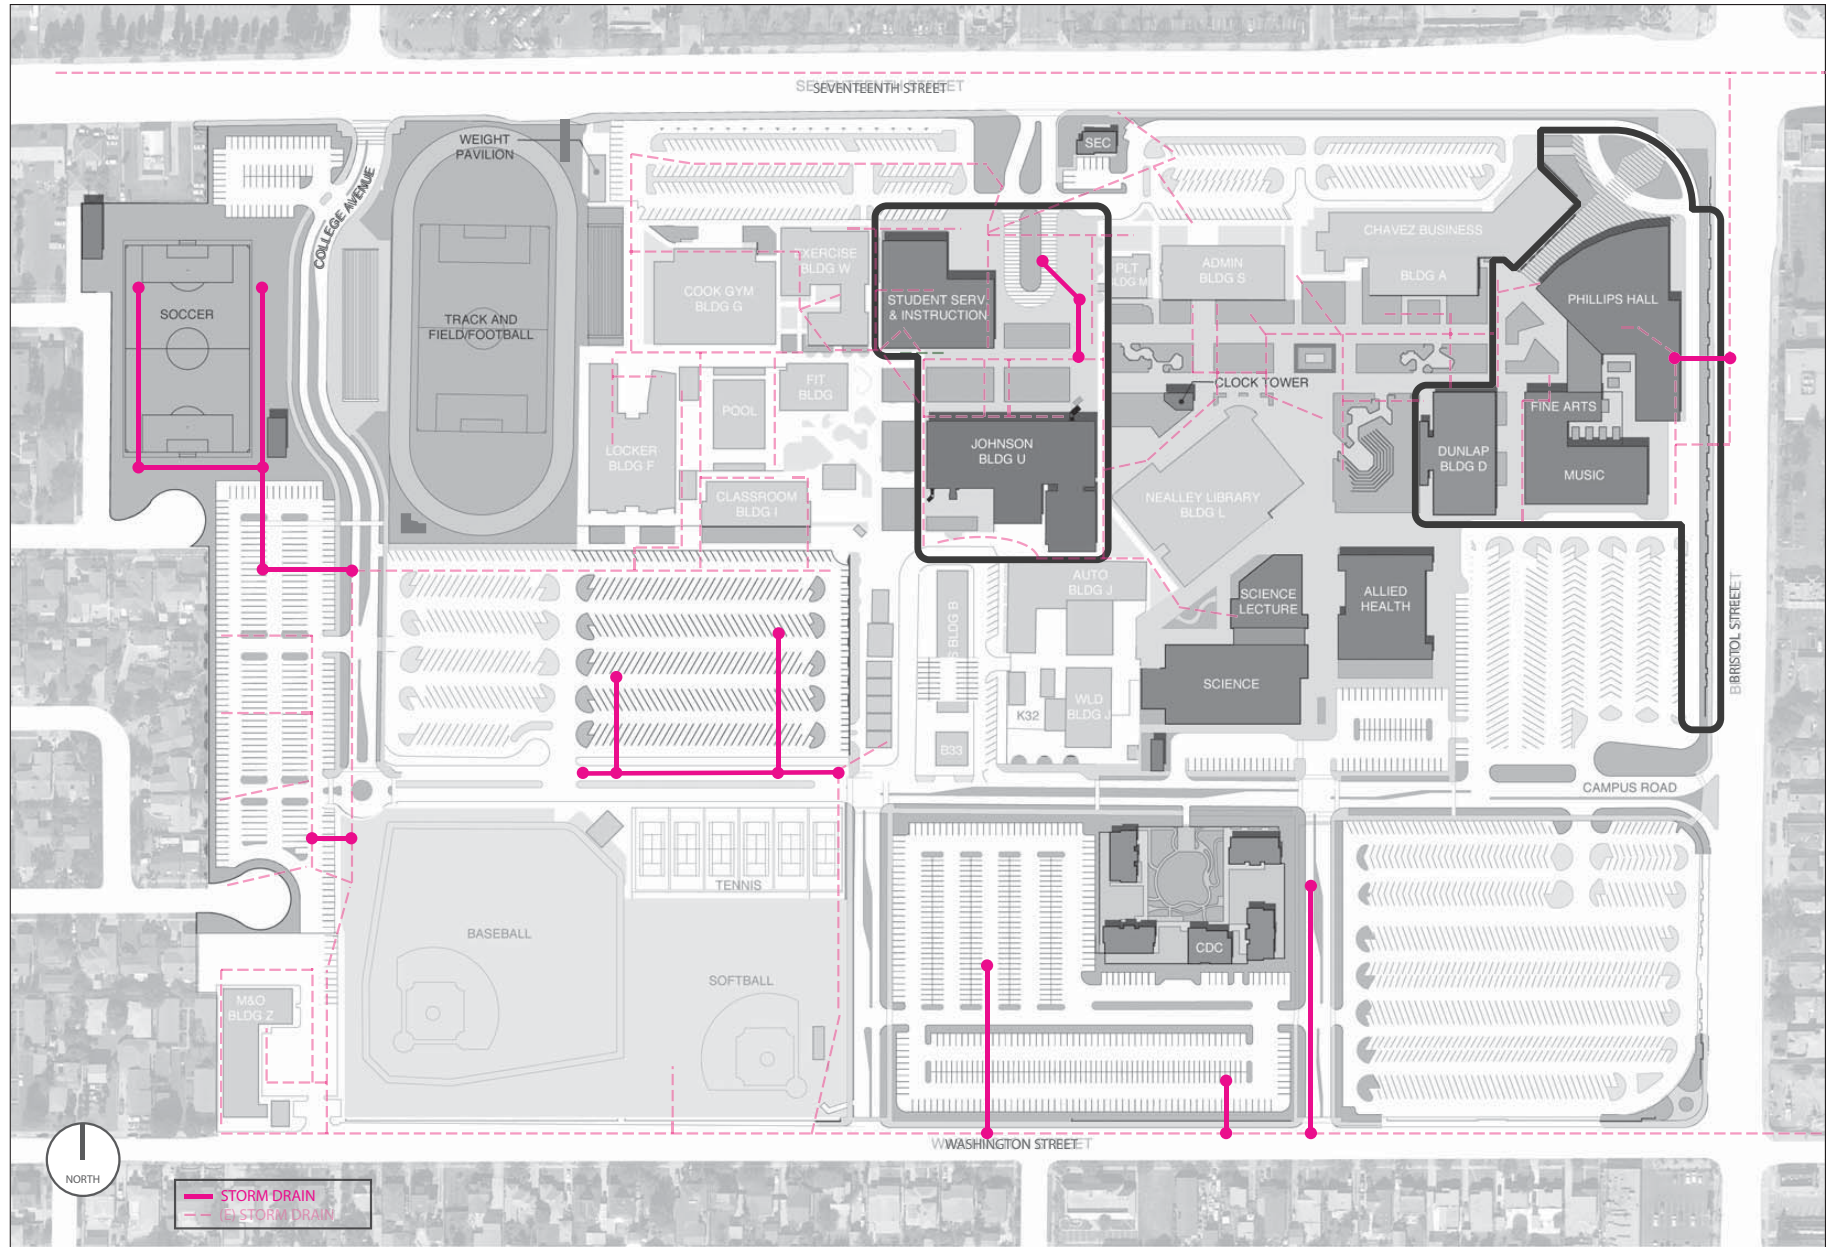 SEVENTEENTH STREET
SEVENTEENTH STREET
WEIGHT
PAVILION
SEC
COLLEGE AVENUE
CHAVEZ BUSINESS
EXERCISE
BLDG W
PLT
BLDG M
ADMIN
BLDG S
BLDG A
COOK GYM
BLDG G
STUDENT SERV.
& INSTRUCTION
PHILLIPS HALL
SOCCER
TRACK AND
FIELD/FOOTBALL
FIT
BLDG
CLOCK TOWER
POOL
FINE ARTS
LOCKER
BLDG F
JOHNSON
BLDG U
DUNLAP
BLDG D
MUSIC
CLASSROOM
BLDG I
NEALLEY LIBRARY
BLDG L
AUTO
BLDG J
SCIENCE
LECTURE
ALLIED
HEALTH
BLDG B
BRISTOL STREET
SCIENCE
WLD
BLDG J
K32
B33
CAMPUS ROAD
TENNIS
BASEBALL
SOFTBALL
CDC
M&O
BLDG Z
WASHINGTON STREET
NORTH
STORM DRAIN
(E) STORM DRAIN